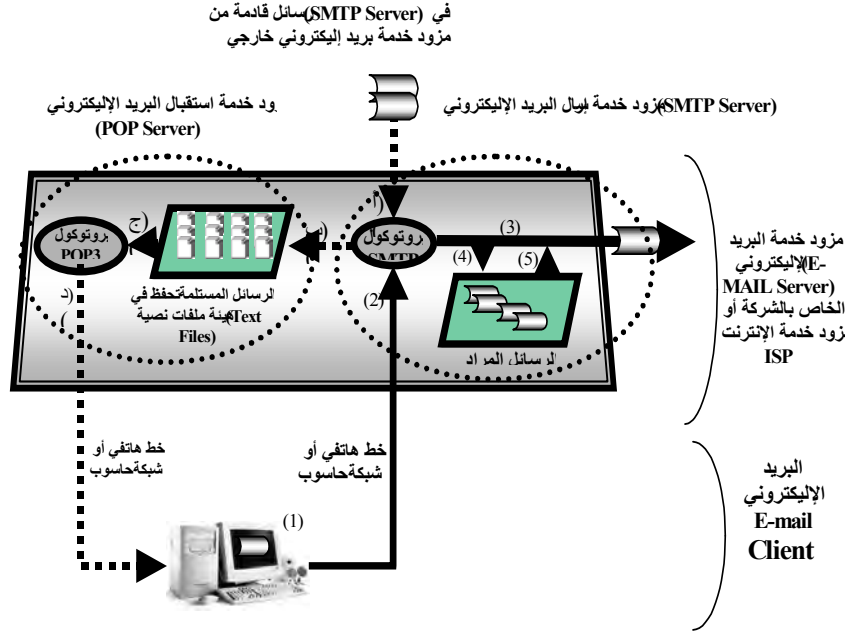 رسائل قادمة من (SMTP Server) في
مزود خدمة بريد إليكتروني خارجي
زود خدمة استقبال البريد الإليكتروني
(POP Server)
مزود خدمة إرسال البريد الإليكتروني (SMTP Server)
بروتوكول
POP3
(ج
الرسائل المستلمة تحفظ في
هيئة ملفات نصية (Text
Files)
(د
(ب
(أ
بروتوكول
SMTP
(2)
(3)
(4)
(5)
الرسائل المراد
مزود خدمة البريد
الإليكتروني (E-
MAIL Server)
الخاص بالشركة أو
زود خدمة الإنترنت
ISP
خط هاتفي أو
شبكة حاسوب
خط هاتفي أو
شبكة حاسوب
(1)
البريد
الإليكتروني
E-mail
Client